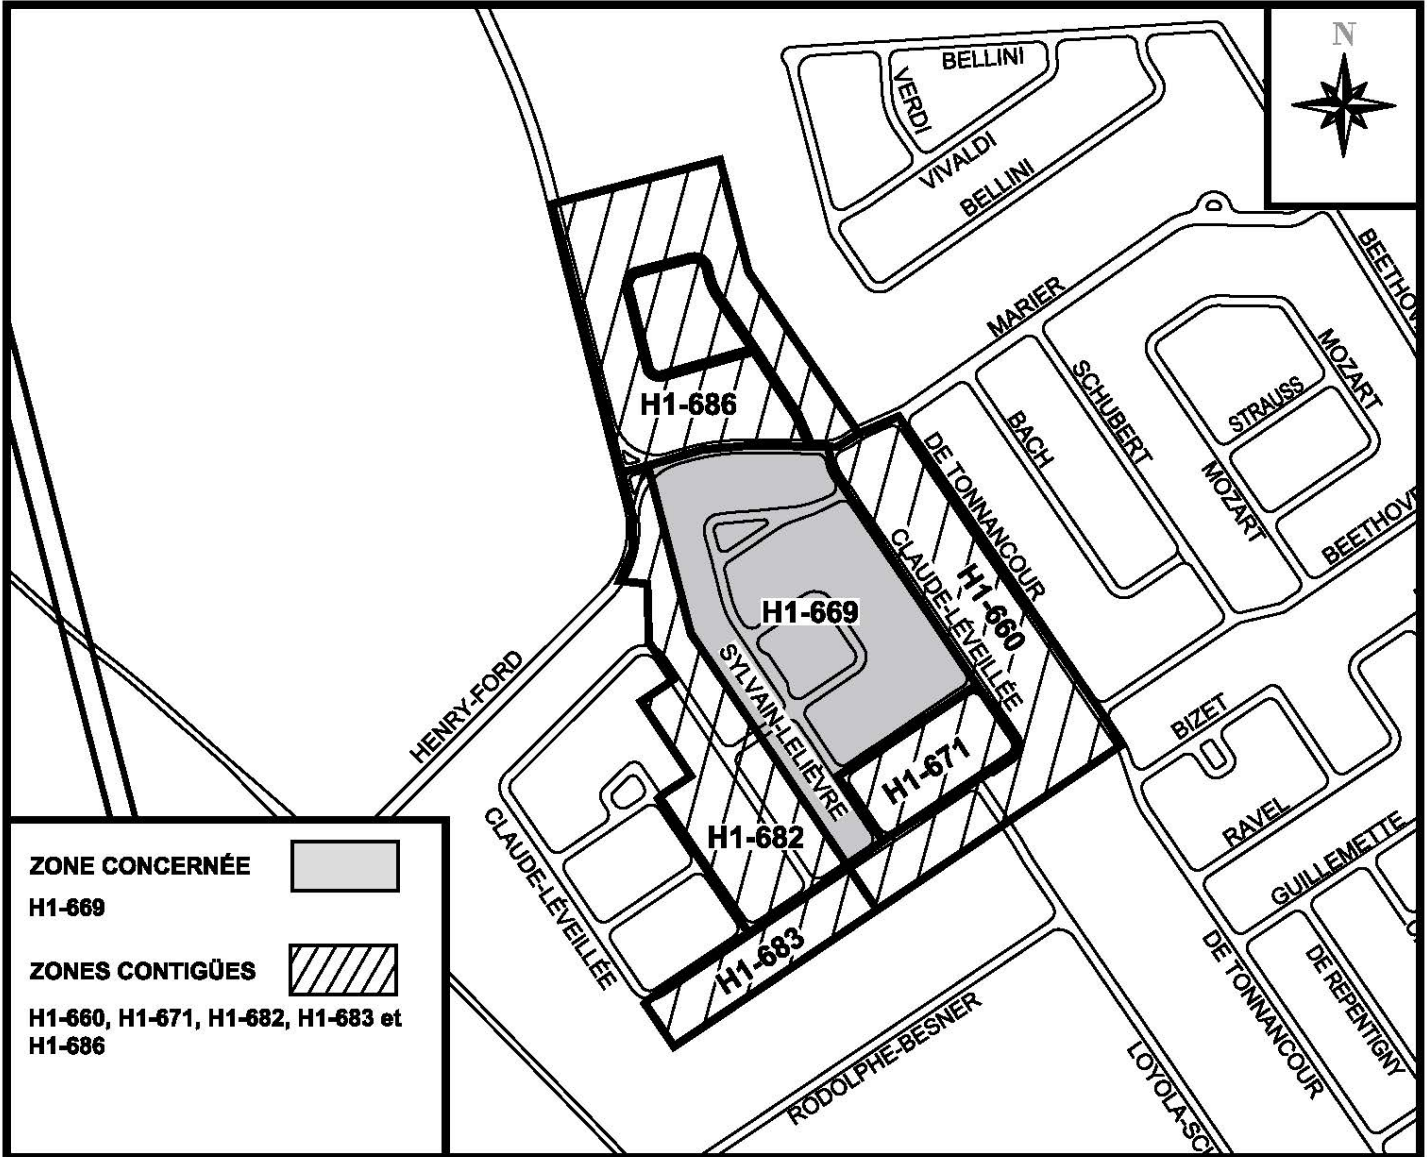 N
BELLINI
VERDI
VIVALDI
BELLINI
MARIER
MOZART
STRAUSS
SCHUBERT
BACH
MOZART
DE TONNANCOUR
H1-686
H1-669
H1-660
CLAUDE-LÉVEILLÉE
SYLVAIN-LELIÈVRE
H1-671
HENRY-FORD
BIZET
RAVEL
GUILLEMETTE
H1-682
CLAUDE-LÉVEILLÉE
H1-683
DE TONNANCOUR
DE REPENTIGNY
RODOLPHE-BESNER
ZONE CONCERNÉE
H1-669
ZONES CONTIGÜES
H1-660, H1-671, H1-682, H1-683 et
H1-686